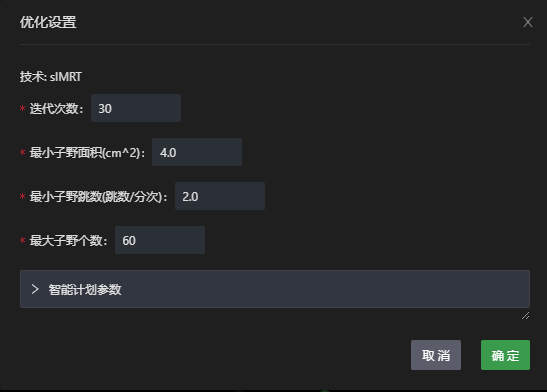 优化设置
技术: sIMRT
* 迭代次数: 30
* 最小子野面积(cm^2): 4.0
* 最小子野跳数(跳数/分次): 2.0
* 最大子野个数: 60
智能计划参数
取 消 确 定